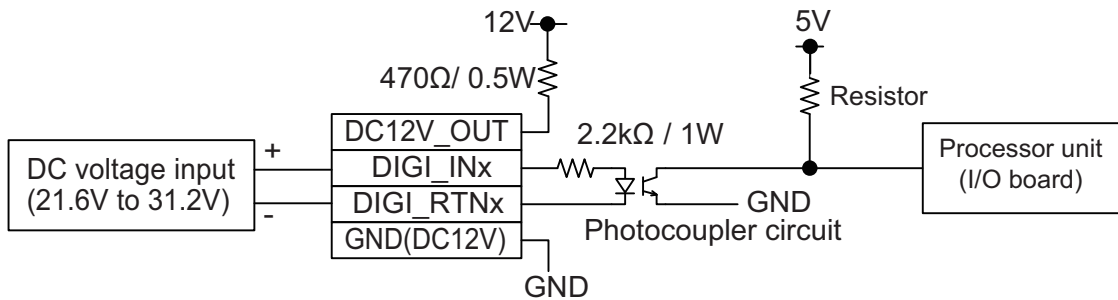 12V
5V
470Ω/ 0.5W
Resistor
DC12V_OUT
2.2kΩ / 1W
DC voltage input
(21.6V to 31.2V)
+
-
DIGI_INx
DIGI_RTNx
GND(DC12V)
GND
Photocoupler circuit
GND
Processor unit
(I/O board)